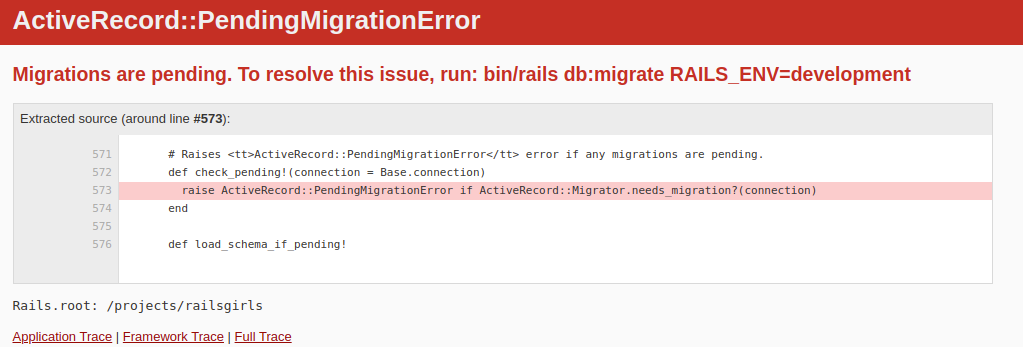 ActiveRecord::PendingMigrationError
Migrations are pending. To resolve this issue, run: bin/rails db:migrate RAILS_ENV=development
Extracted source (around line #573):
571 # Raises <tt>ActiveRecord::PendingMigrationError</tt> error if any migrations are pending.
572 def check_pending!(connection = Base.connection)
573 raise ActiveRecord::PendingMigrationError if ActiveRecord::Migrator.needs_migration?(connection)
574 end
575
576 def load_schema_if_pending!
Rails.root: /projects/railsgirls
Application Trace | Framework Trace | Full Trace